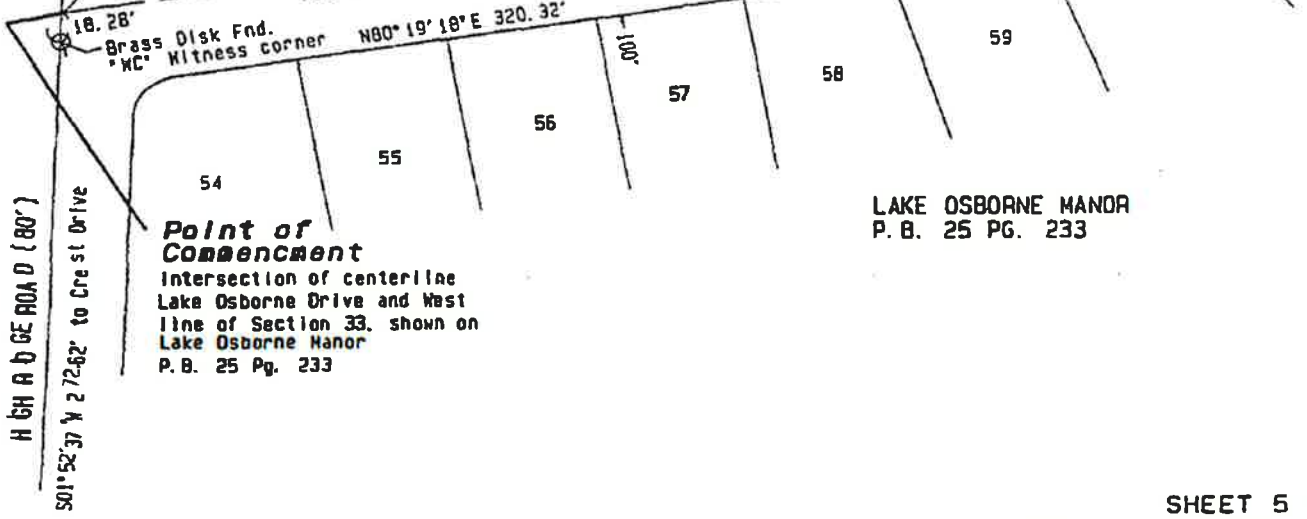 18.28'
Brass Disk Fnd.
"WC" Witness corner
N80°19'18"E 320.32'
100'
54
55
56
57
58
59
Point of
Commencment
Intersection of centerline
Lake Osborne Drive and West
line of Section 33, shown on
Lake Osborne Manor
P.B. 25 Pg. 233
LAKE OSBORNE MANOR
P.B. 25 PG. 233
ROAD (80')
S01°52'37"W 272.62' to Crest Drive
SHEET 5